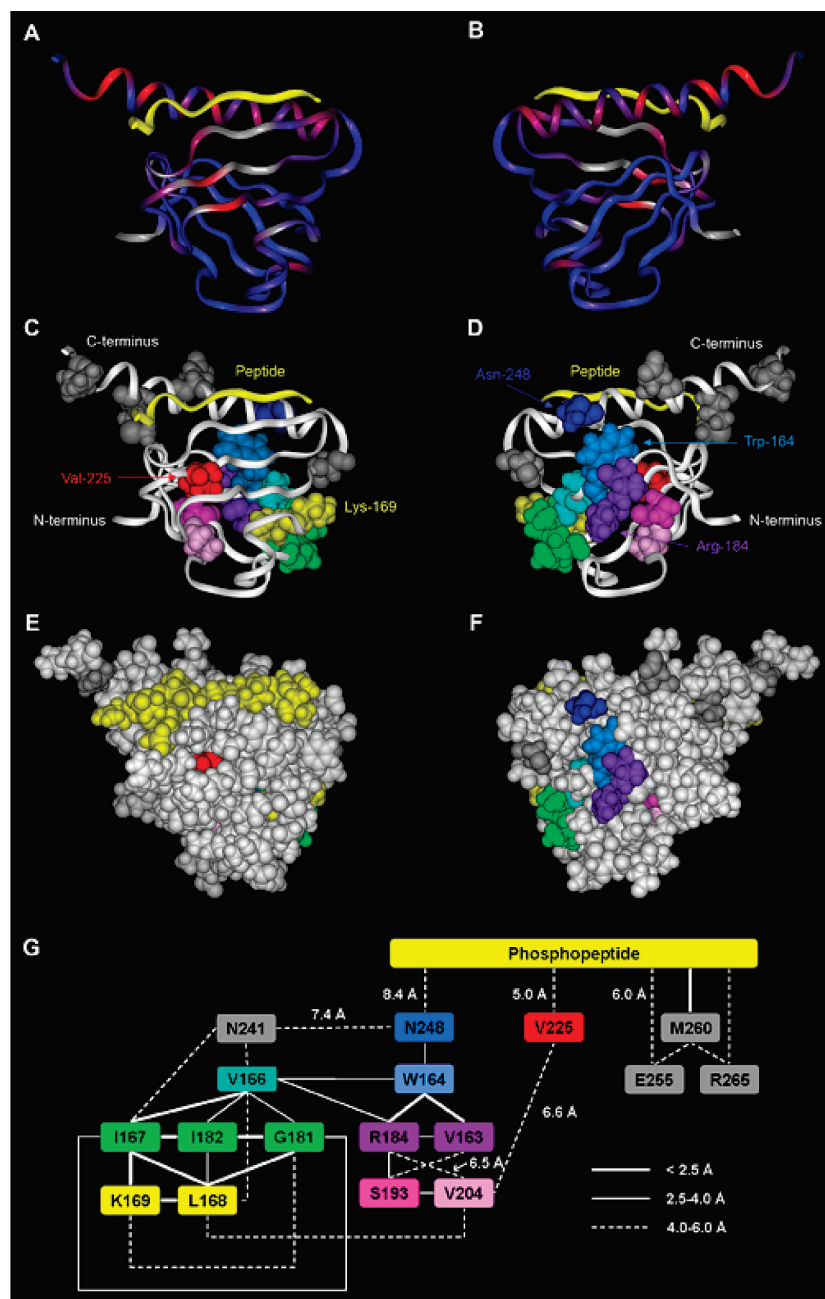 A
B
C
C-terminus
Peptide
Val-225
N-terminus
Lys-169
D
C-terminus
Asn-248
Peptide
Trp-164
N-terminus
Arg-184
E
F
G
Phosphopeptide
8.4 Å
5.0 Å
6.0 Å
7.4 Å
N241
N248
V225
M260
V166
W164
E255
R265
6.6 Å
I167
I182
G181
R184
V163
6.5 Å
< 2.5 Å
K169
L168
S193
V204
2.5-4.0 Å
4.0-6.0 Å